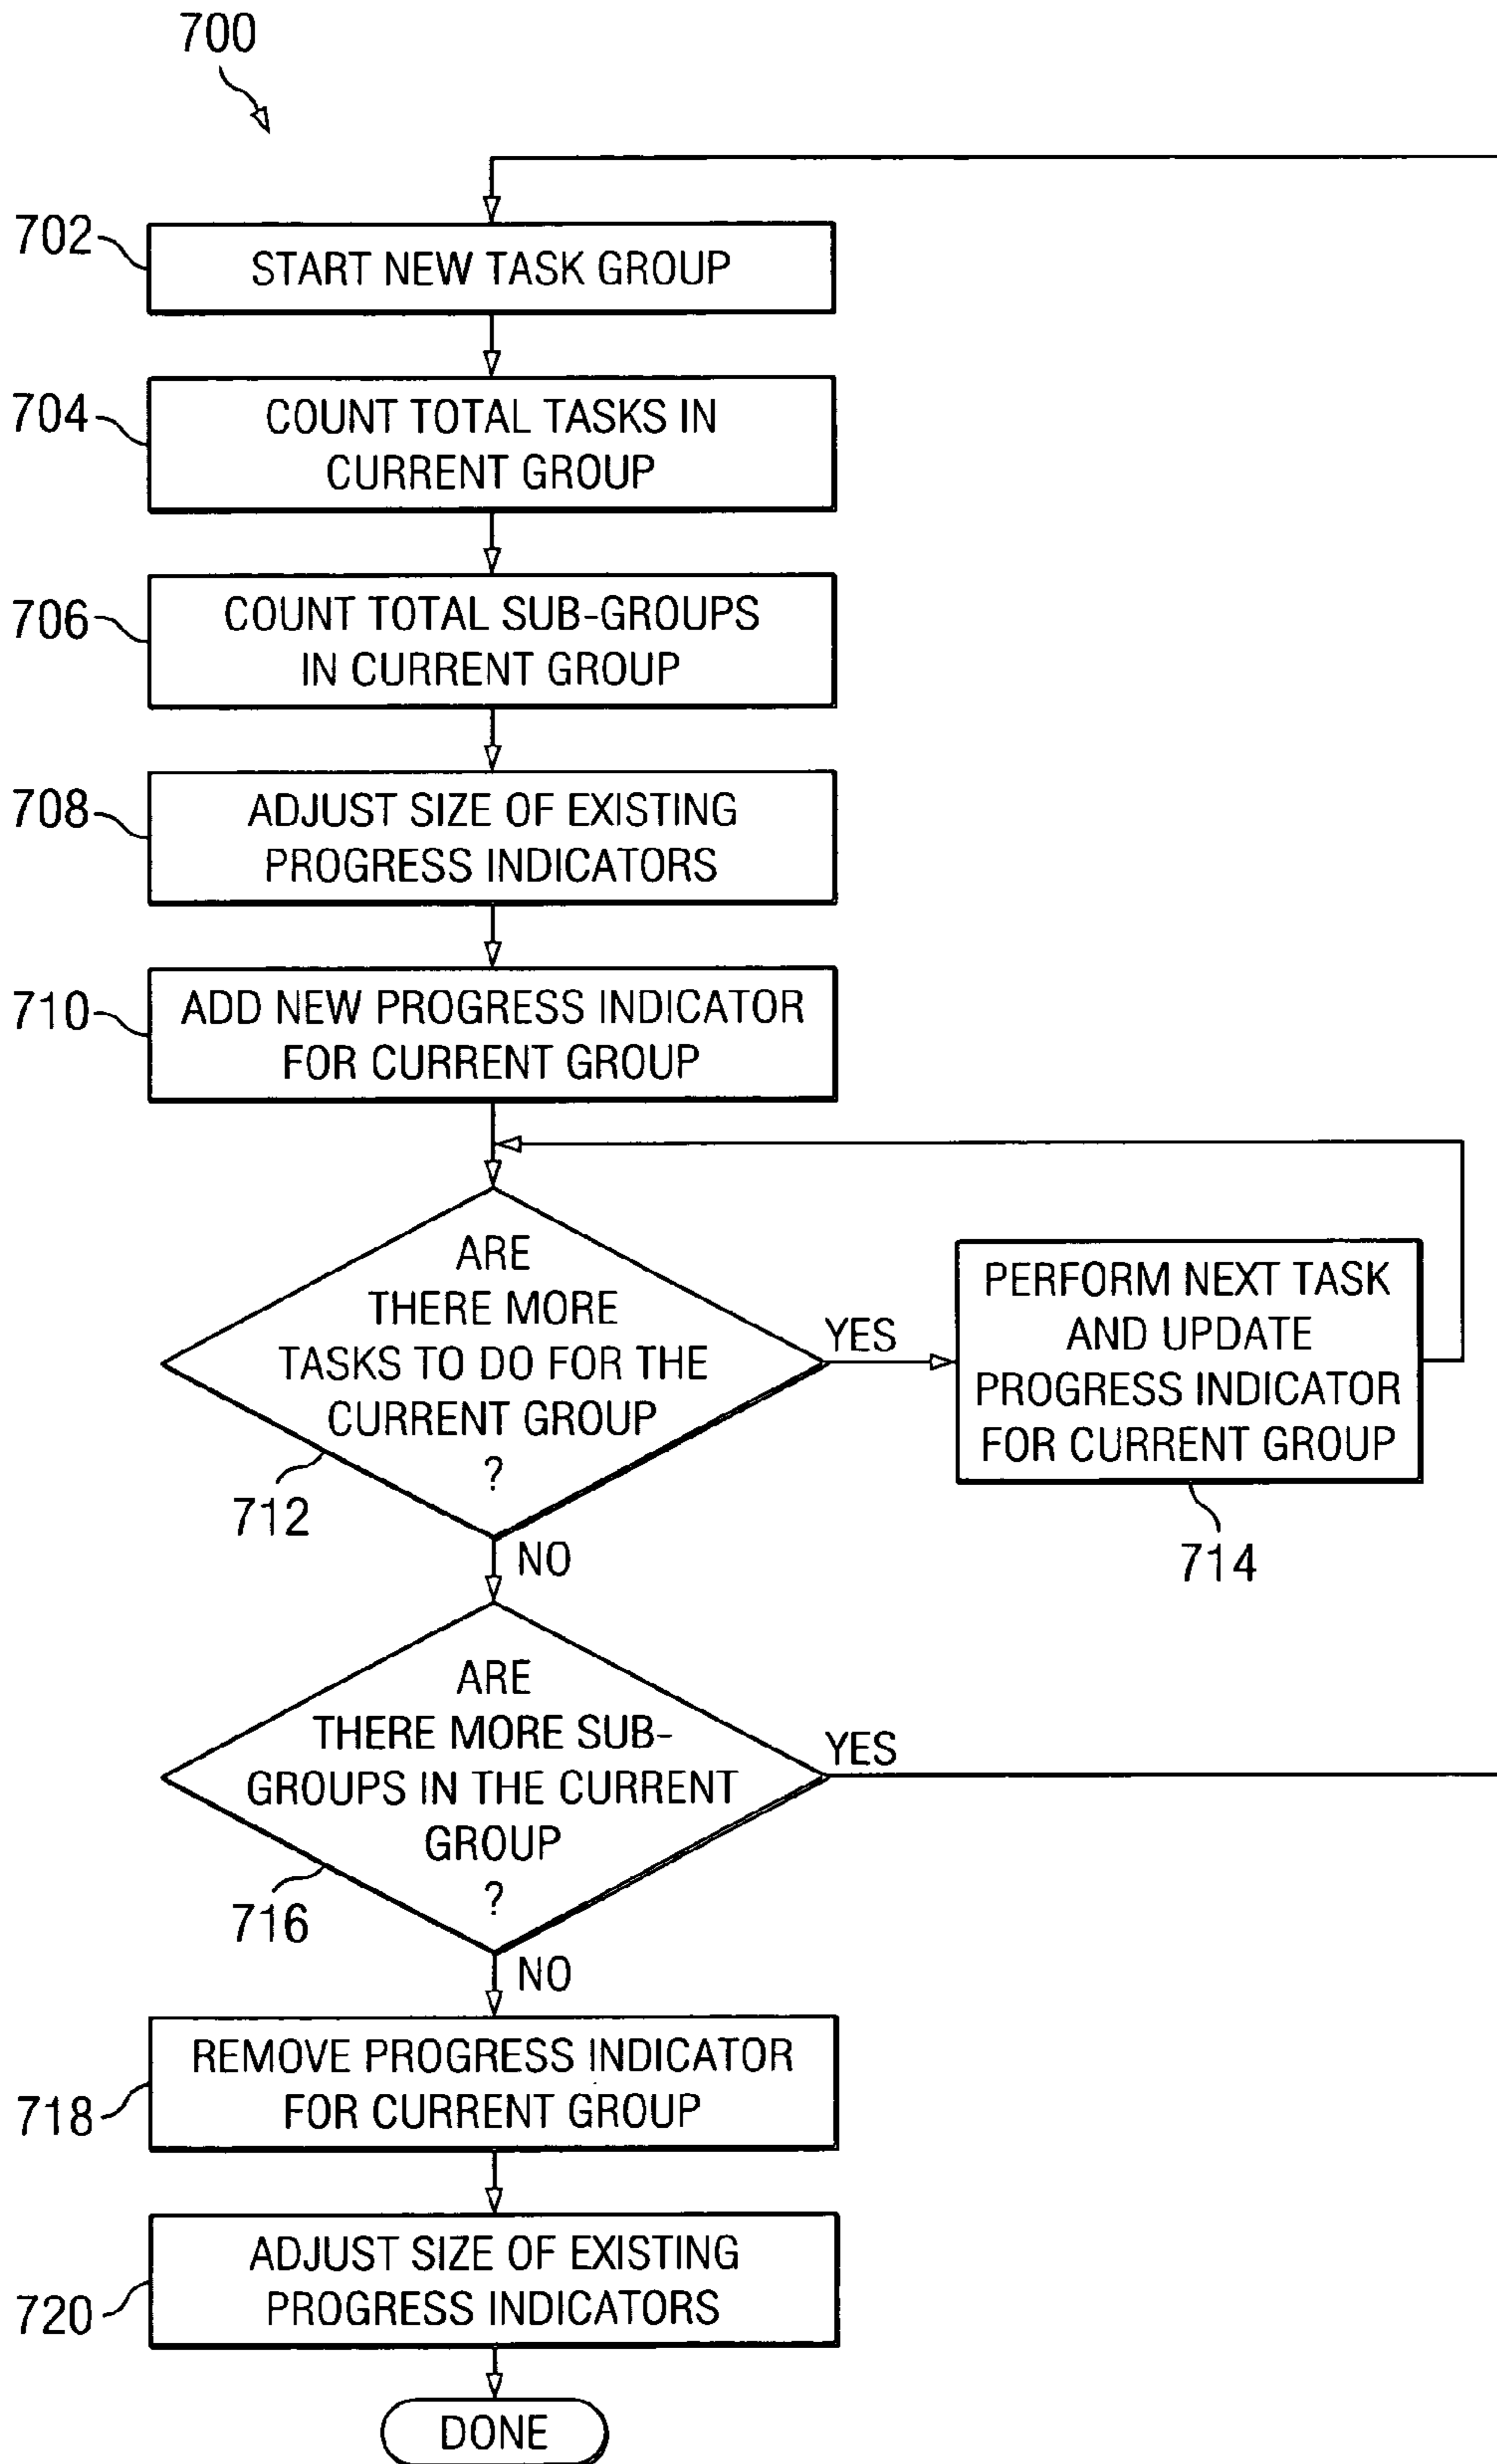 700
702
START NEW TASK GROUP
704
COUNT TOTAL TASKS IN
CURRENT GROUP
706
COUNT TOTAL SUB-GROUPS
IN CURRENT GROUP
708
ADJUST SIZE OF EXISTING
PROGRESS INDICATORS
710
ADD NEW PROGRESS INDICATOR
FOR CURRENT GROUP
ARE
THERE MORE
TASKS TO DO FOR THE
CURRENT GROUP
?
712
YES
PERFORM NEXT TASK
AND UPDATE
PROGRESS INDICATOR
FOR CURRENT GROUP
714
NO
ARE
THERE MORE SUB-
GROUPS IN THE CURRENT
GROUP
?
716
YES
NO
REMOVE PROGRESS INDICATOR
FOR CURRENT GROUP
718
ADJUST SIZE OF EXISTING
PROGRESS INDICATORS
720
DONE